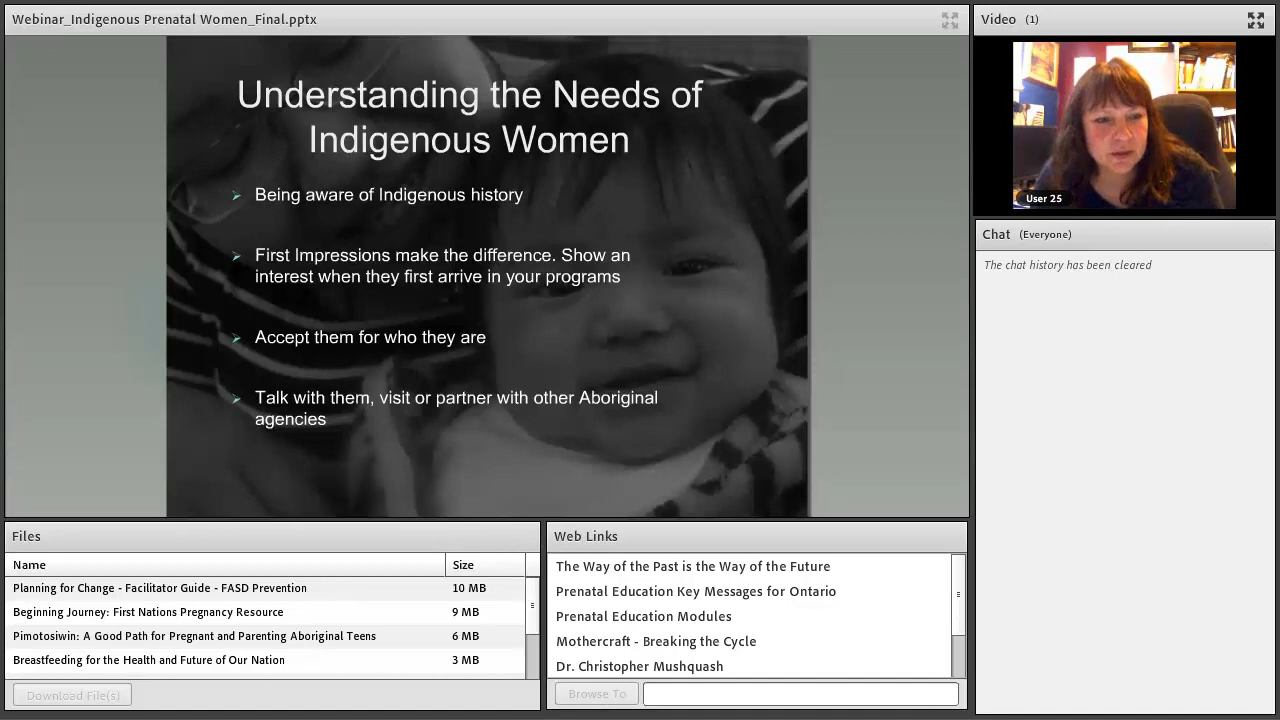 Webinar_Indigenous Prenatal Women_Final.pptx
Understanding the Needs of
Indigenous Women
➢ Being aware of Indigenous history
➢ First Impressions make the difference. Show an
interest when they first arrive in your programs
➢ Accept them for who they are
➢ Talk with them, visit or partner with other Aboriginal
agencies
Video (1)
User 25
Chat (Everyone)
The chat history has been cleared
Files
Name Size
Planning for Change - Facilitator Guide - FASD Prevention 10 MB
Beginning Journey: First Nations Pregnancy Resource 9 MB
Pimotosiwin: A Good Path for Pregnant and Parenting Aboriginal Teens 6 MB
Breastfeeding for the Health and Future of Our Nation 3 MB
Download File(s)
Web Links
The Way of the Past is the Way of the Future
Prenatal Education Key Messages for Ontario
Prenatal Education Modules
Mothercraft - Breaking the Cycle
Dr. Christopher Mushquash
Browse To